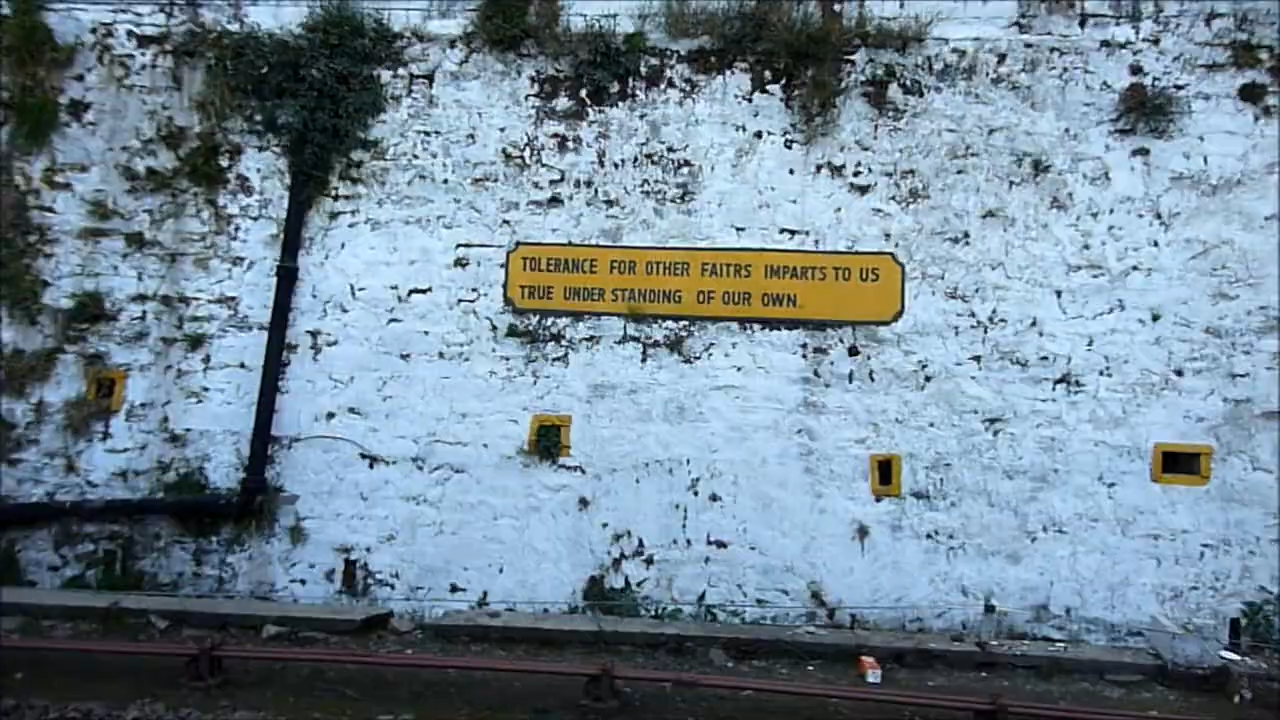 TOLERANCE FOR OTHER FAITRS IMPARTS TO US
TRUE UNDER STANDING OF OUR OWN.